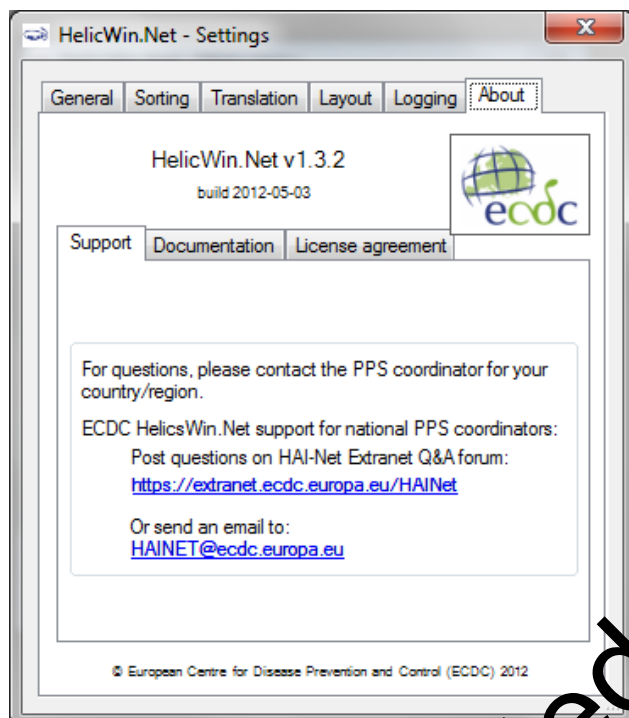 HelicWin.Net - Settings
General Sorting Translation Layout Logging About
HelicWin.Net v1.3.2
build 2012-05-03
ecdc
Support Documentation License agreement
For questions, please contact the PPS coordinator for your
country/region.
ECDC HelicsWin.Net support for national PPS coordinators:
Post questions on HAI-Net Extranet Q&A forum:
https://extranet.ecdc.europa.eu/HAINet
Or send an email to:
HAINET@ecdc.europa.eu
© European Centre for Disease Prevention and Control (ECDC) 2012
ed